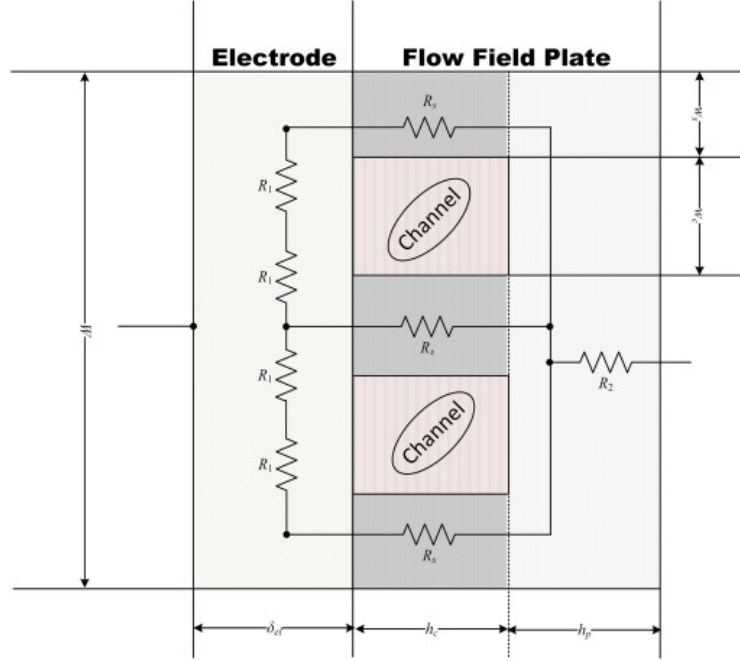 Electrode Flow Field Plate
R_s
w_s
R_1
Channel
w_c
R_1
W
R_s
R_1
R_2
Channel
R_1
R_s
δ_el h_c h_p